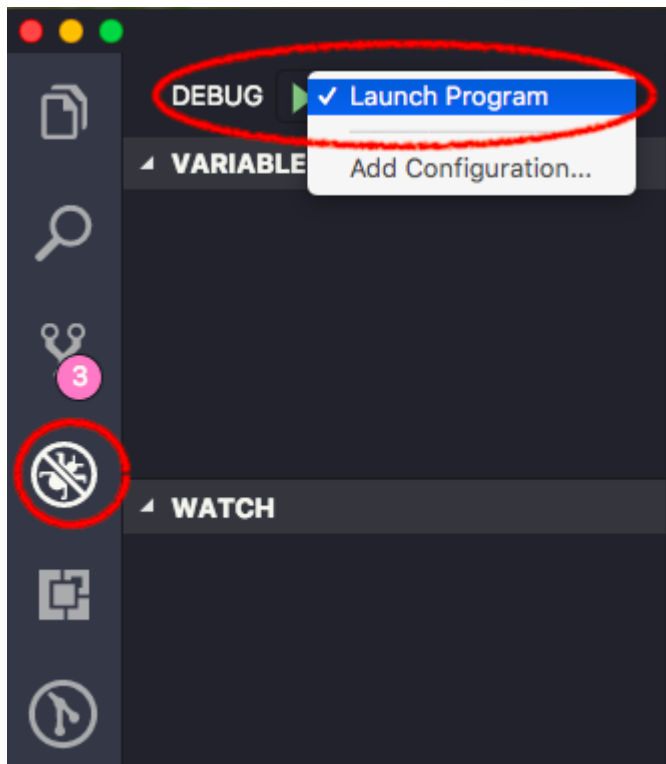 DEBUG ✓ Launch Program
Add Configuration...
VARIABLE
3
WATCH